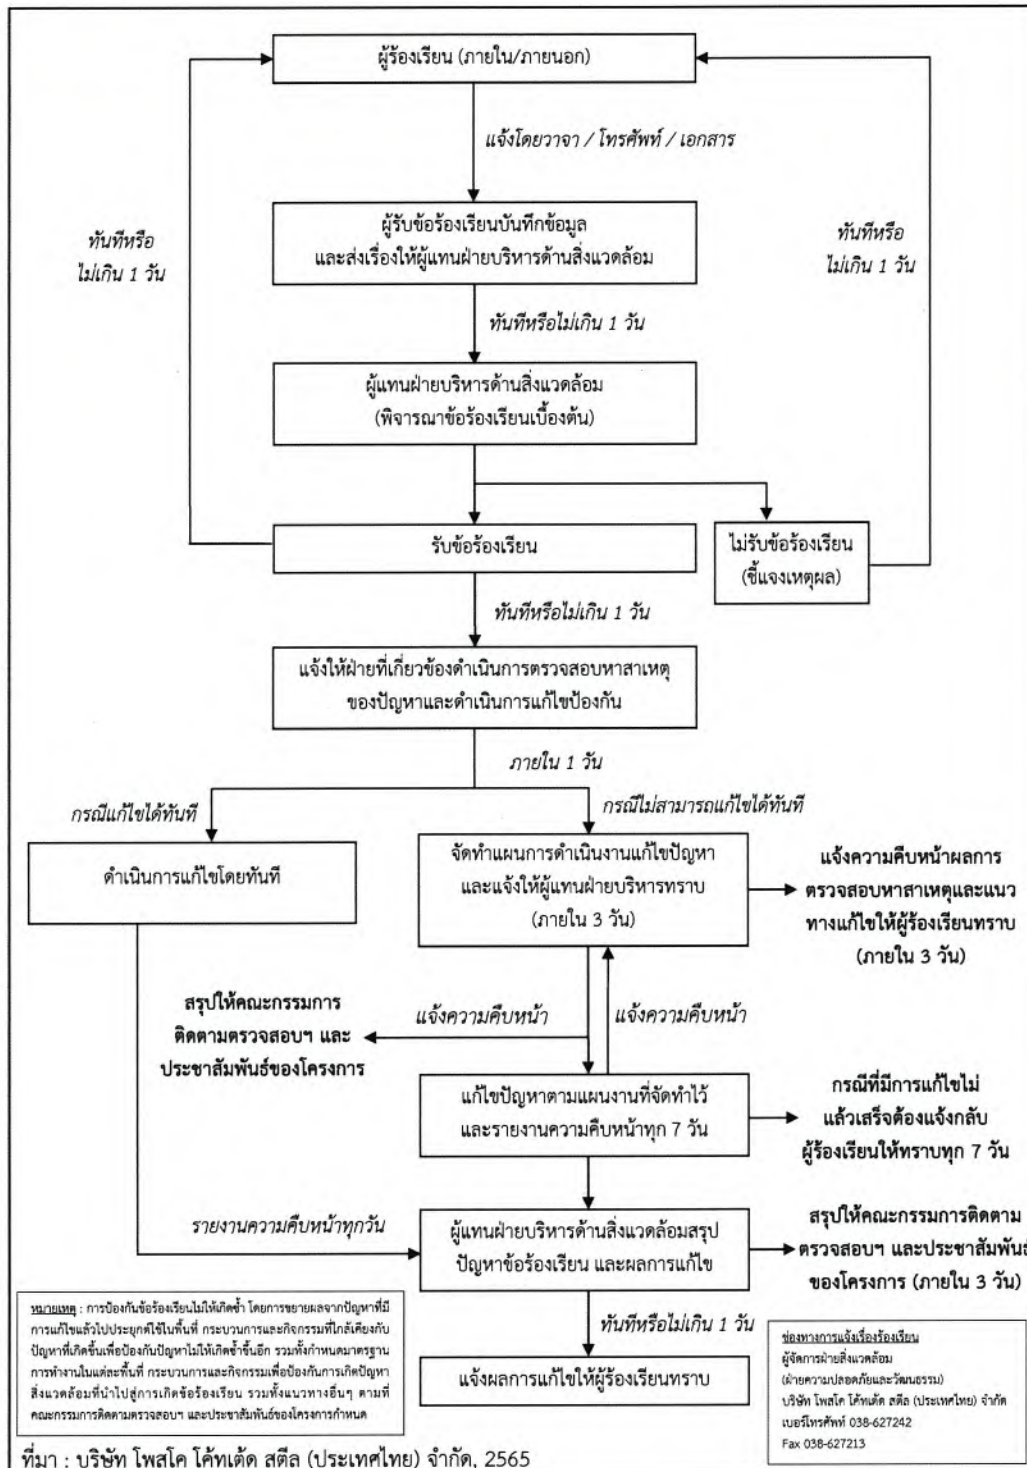 ผู้ร้องเรียน (ภายใน/ภายนอก)
แจ้งโดยวาจา / โทรศัพท์ / เอกสาร
ทันทีหรือ
ไม่เกิน 1 วัน
ผู้รับข้อร้องเรียนบันทึกข้อมูล
และส่งเรื่องให้ผู้แทนฝ่ายบริหารด้านสิ่งแวดล้อม
ทันทีหรือ
ไม่เกิน 1 วัน
ทันทีหรือไม่เกิน 1 วัน
ผู้แทนฝ่ายบริหารด้านสิ่งแวดล้อม
(พิจารณาข้อร้องเรียนเบื้องต้น)
รับข้อร้องเรียน
ไม่รับข้อร้องเรียน
(ชี้แจงเหตุผล)
ทันทีหรือไม่เกิน 1 วัน
แจ้งให้ฝ่ายที่เกี่ยวข้องดำเนินการตรวจสอบหาสาเหตุ
ของปัญหาและดำเนินการแก้ไขป้องกัน
ภายใน 1 วัน
กรณีแก้ไขได้ทันที
กรณีไม่สามารถแก้ไขได้ทันที
ดำเนินการแก้ไขโดยทันที
จัดทำแผนการดำเนินงานแก้ไขปัญหา
และแจ้งให้ผู้แทนฝ่ายบริหารทราบ
(ภายใน 3 วัน)
แจ้งความคืบหน้าผลการ
ตรวจสอบหาสาเหตุและแนว
ทางแก้ไขให้ผู้ร้องเรียนทราบ
(ภายใน 3 วัน)
สรุปให้คณะกรรมการ
ติดตามตรวจสอบฯ และ
ประชาสัมพันธ์ของโครงการ
แจ้งความคืบหน้า
แจ้งความคืบหน้า
แก้ไขปัญหาตามแผนงานที่จัดทำไว้
และรายงานความคืบหน้าทุก 7 วัน
กรณีที่มีการแก้ไขไม่
แล้วเสร็จต้องแจ้งกลับ
ผู้ร้องเรียนให้ทราบทุก 7 วัน
รายงานความคืบหน้าทุกวัน
ผู้แทนฝ่ายบริหารด้านสิ่งแวดล้อมสรุป
ปัญหาข้อร้องเรียน และผลการแก้ไข
สรุปให้คณะกรรมการติดตาม
ตรวจสอบฯ และประชาสัมพันธ์
ของโครงการ (ภายใน 3 วัน)
ทันทีหรือไม่เกิน 1 วัน
แจ้งผลการแก้ไขให้ผู้ร้องเรียนทราบ
หมายเหตุ : การป้องกันข้อร้องเรียนไม่ให้เกิดซ้ำ โดยการขยายผลจากปัญหาที่มี
การแก้ไขแล้วไปประยุกต์ใช้ในพื้นที่ กระบวนการและกิจกรรมที่ใกล้เคียงกับ
ปัญหาที่เกิดขึ้นเพื่อป้องกันปัญหาไม่ให้เกิดซ้ำขึ้นอีก รวมทั้งกำหนดมาตรฐาน
การทำงานในแต่ละพื้นที่ กระบวนการและกิจกรรมเพื่อป้องกันการเกิดปัญหา
สิ่งแวดล้อมที่นำไปสู่การเกิดข้อร้องเรียน รวมทั้งแนวทางอื่นๆ ตามที่
คณะกรรมการติดตามตรวจสอบฯ และประชาสัมพันธ์ของโครงการกำหนด
ช่องทางการแจ้งเรื่องร้องเรียน
ผู้จัดการฝ่ายสิ่งแวดล้อม
(ฝ่ายความปลอดภัยและวัฒนธรรม)
บริษัท โพสโค โค้ทเต้ด สตีล (ประเทศไทย) จำกัด
เบอร์โทรศัพท์ 038-627242
Fax 038-627213
ที่มา : บริษัท โพสโค โค้ทเต้ด สตีล (ประเทศไทย) จำกัด, 2565